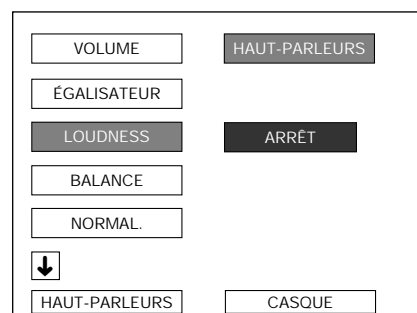 VOLUME HAUT-PARLEURS
ÉGALISATEUR
LOUDNESS ARRÊT
BALANCE
NORMAL.
HAUT-PARLEURS CASQUE